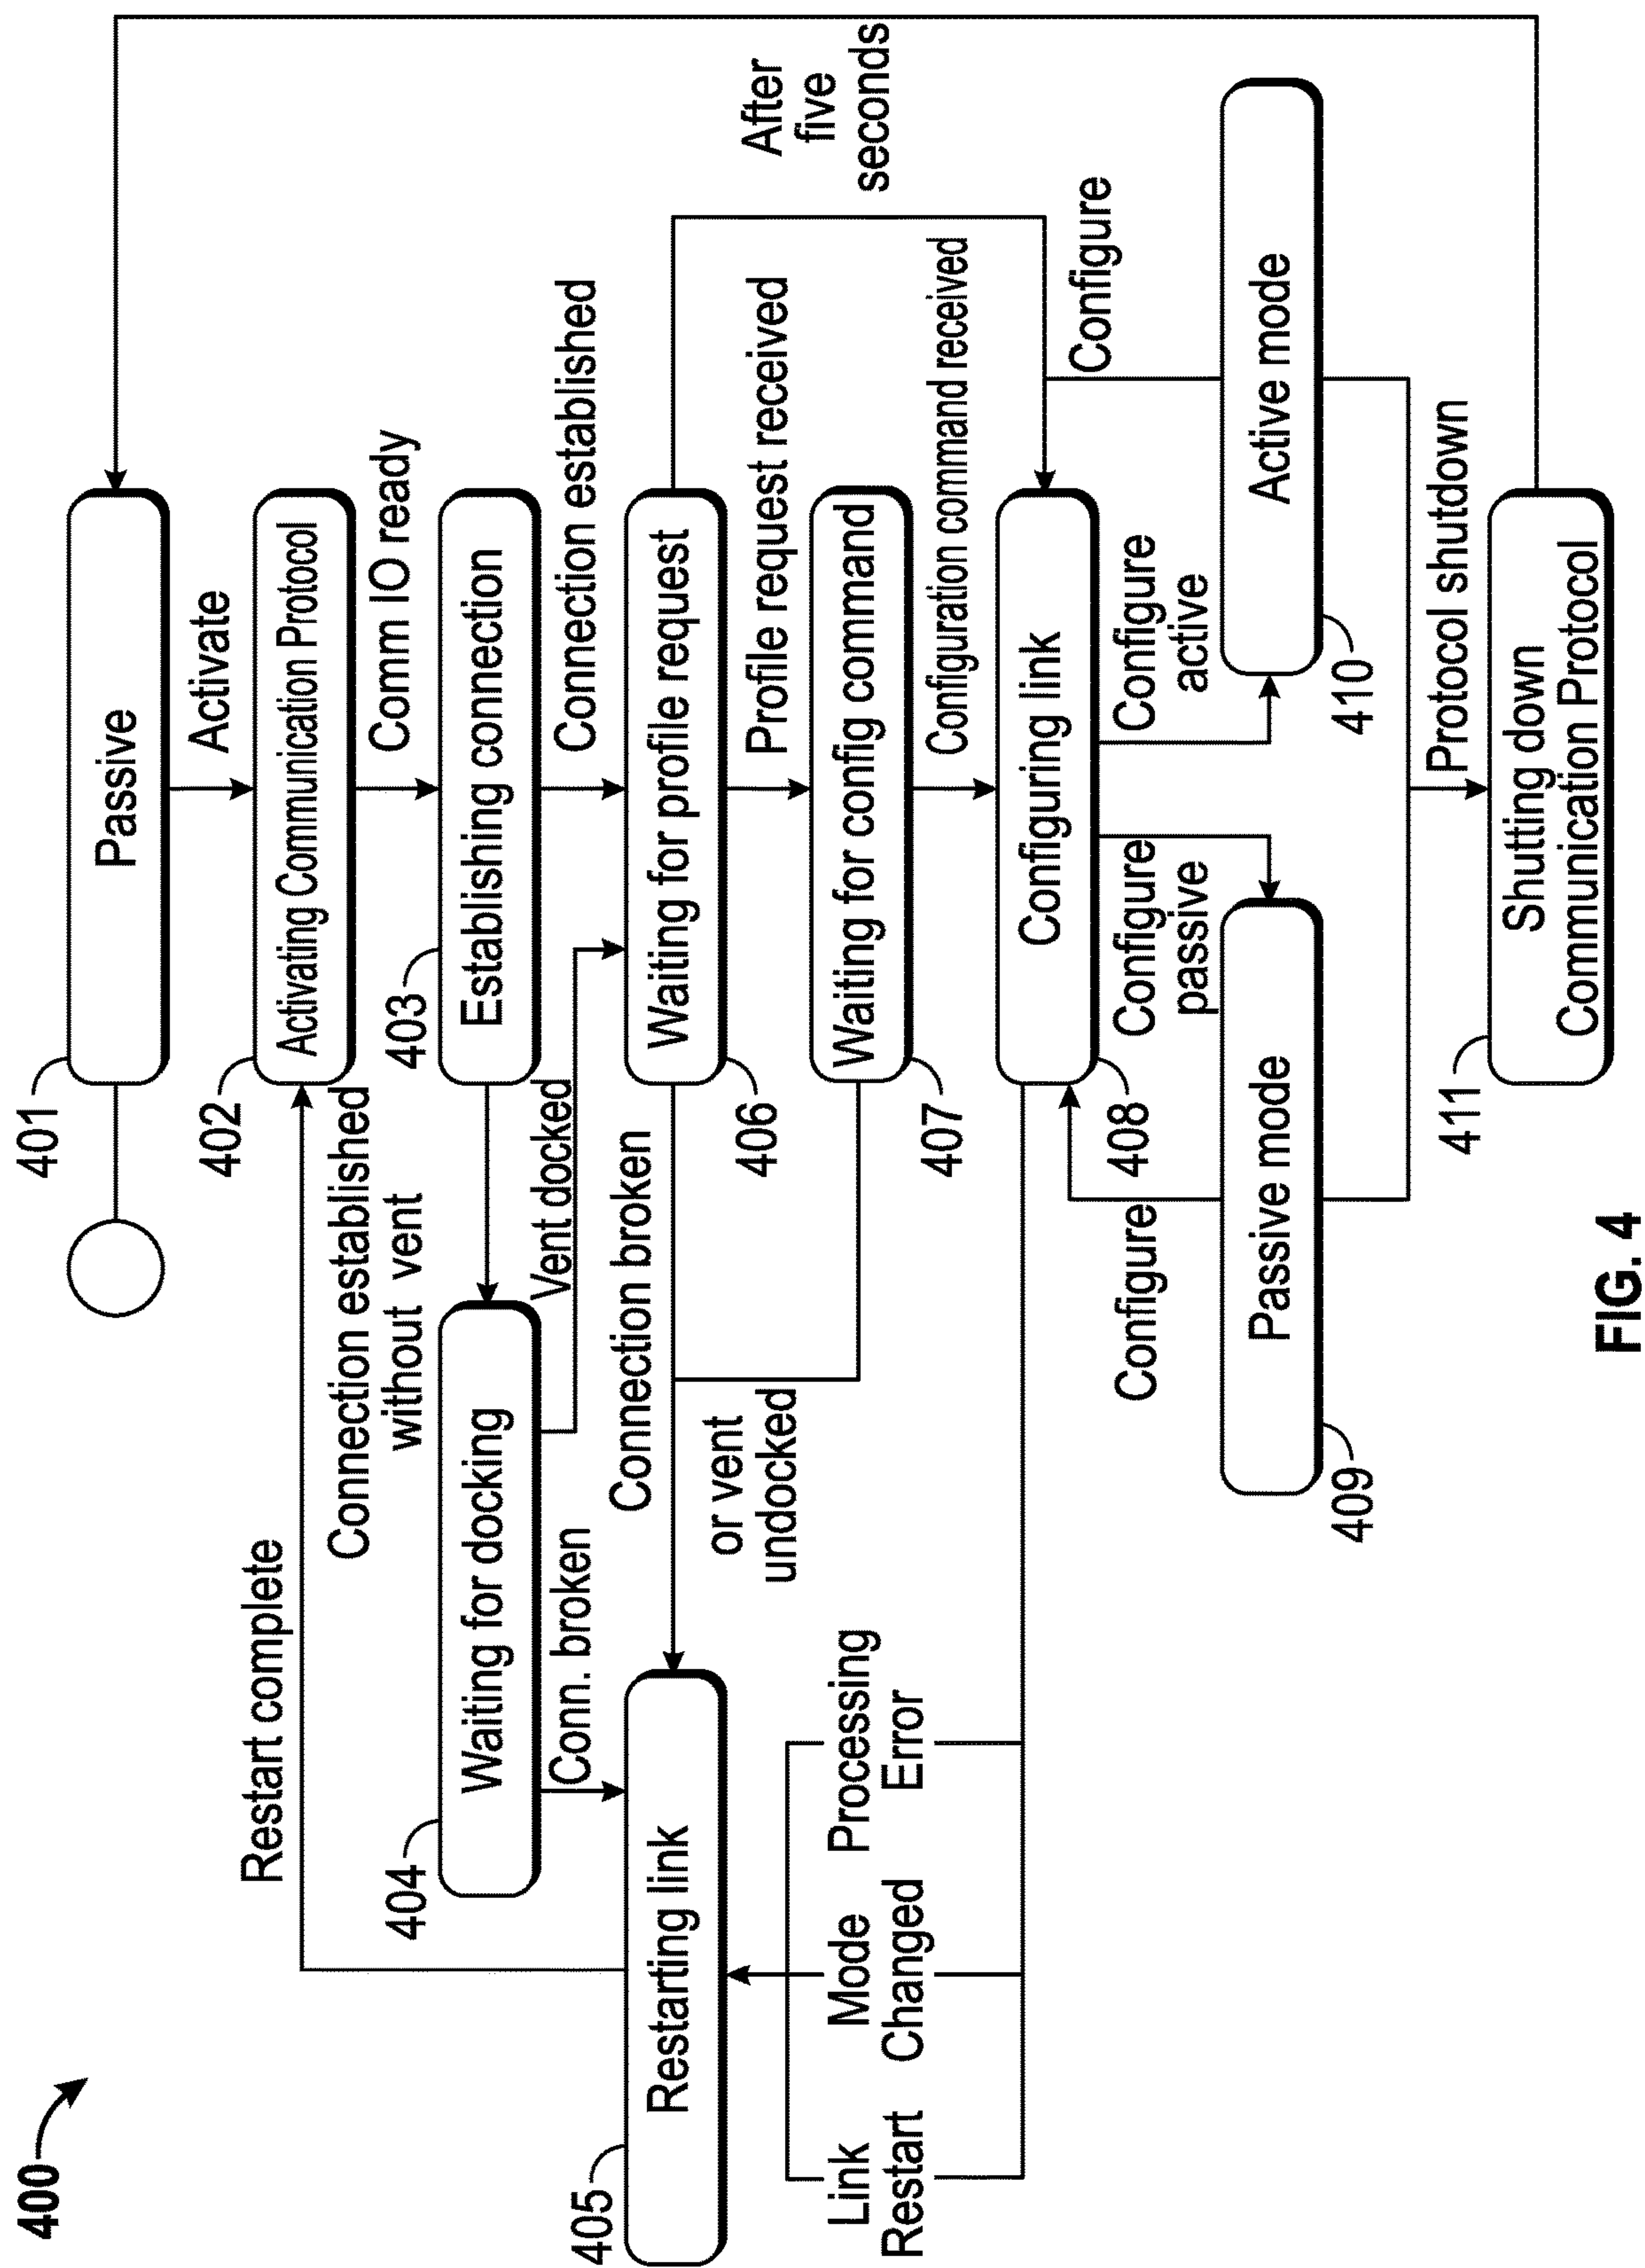 400
401
Passive
Activate
402
Activating Communication Protocol
Restart complete
Connection established
without vent
Comm IO ready
403
Establishing connection
404
Waiting for docking
Conn. broken
Vent docked
Connection established
405
Restarting link
Connection broken
or vent
undocked
406
Waiting for profile request
After
five
seconds
Profile request received
407
Waiting for config command
Configuration command received
Link
Restart
Mode
Changed
Processing
Error
408
Configuring link
Configure
Configure
passive
Configure
active
Configure
409
Passive mode
410
Active mode
Protocol shutdown
411
Shutting down
Communication Protocol
FIG. 4